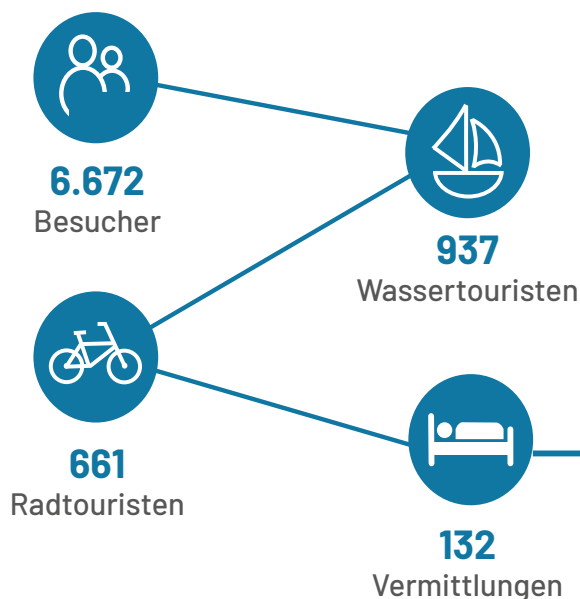 6.672
Besucher
937
Wassertouristen
661
Radtouristen
132
Vermittlungen